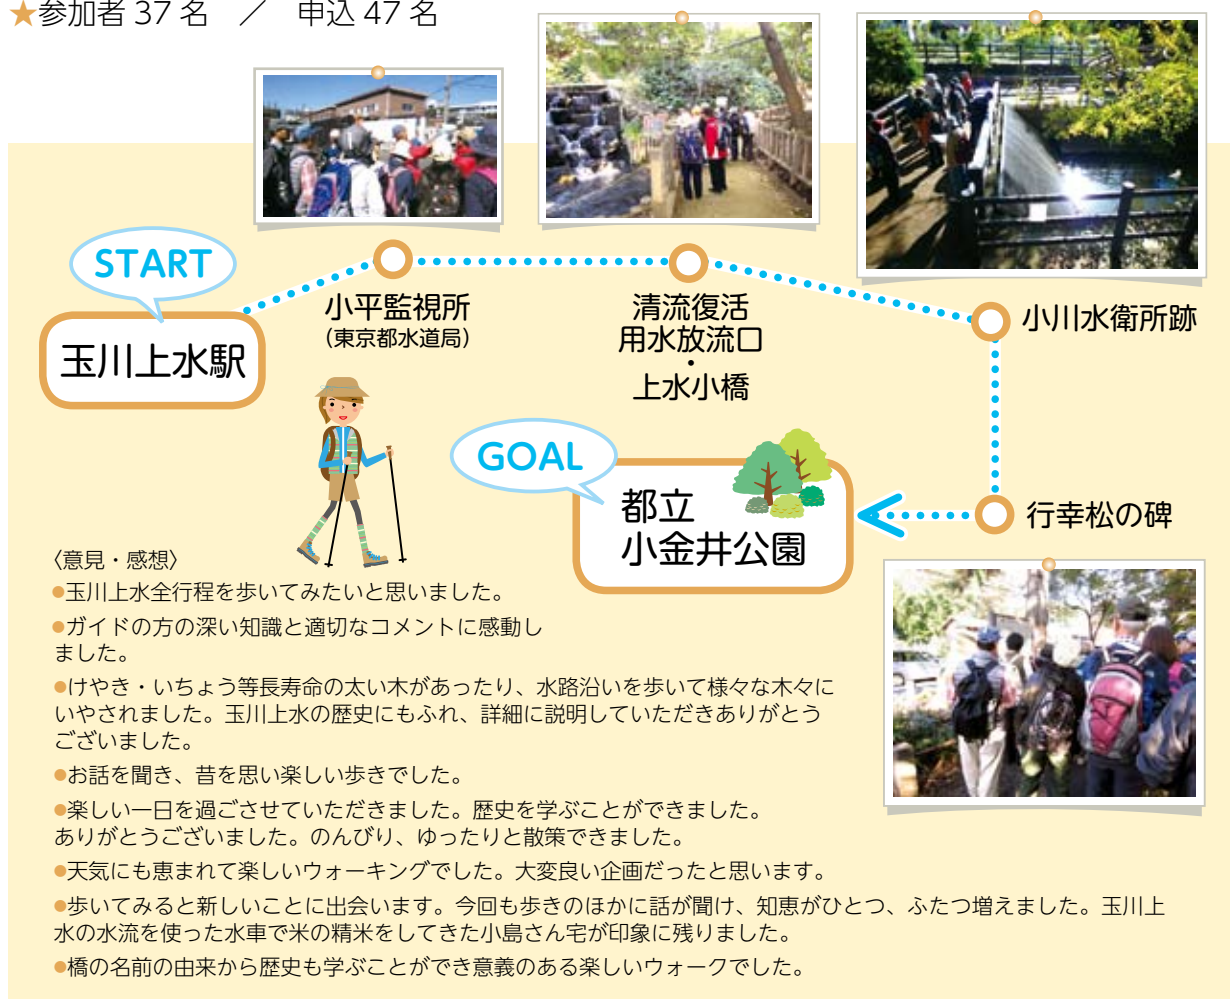 ★参加者 37 名　／　申込 47 名
START
玉川上水駅
小平監視所
（東京都水道局）
清流復活
用水放流口
・
上水小橋
小川水衛所跡
行幸松の碑
GOAL
都立
小金井公園
〈意見・感想〉
●玉川上水全行程を歩いてみたいと思いました。
●ガイドの方の深い知識と適切なコメントに感動し
ました。
●けやき・いちょう等長寿命の太い木があったり、水路沿いを歩いて様々な木々に
いやされました。玉川上水の歴史にもふれ、詳細に説明していただきありがとう
ございました。
●お話を聞き、昔を思い楽しい歩きでした。
●楽しい一日を過ごさせていただきました。歴史を学ぶことができました。
ありがとうございました。のんびり、ゆったりと散策できました。
●天気にも恵まれて楽しいウォーキングでした。大変良い企画だったと思います。
●歩いてみると新しいことに出会います。今回も歩きのほかに話が聞け、知恵がひとつ、ふたつ増えました。玉川上
水の水流を使った水車で米の精米をしてきた小島さん宅が印象に残りました。
●橋の名前の由来から歴史も学ぶことができ意義のある楽しいウォークでした。